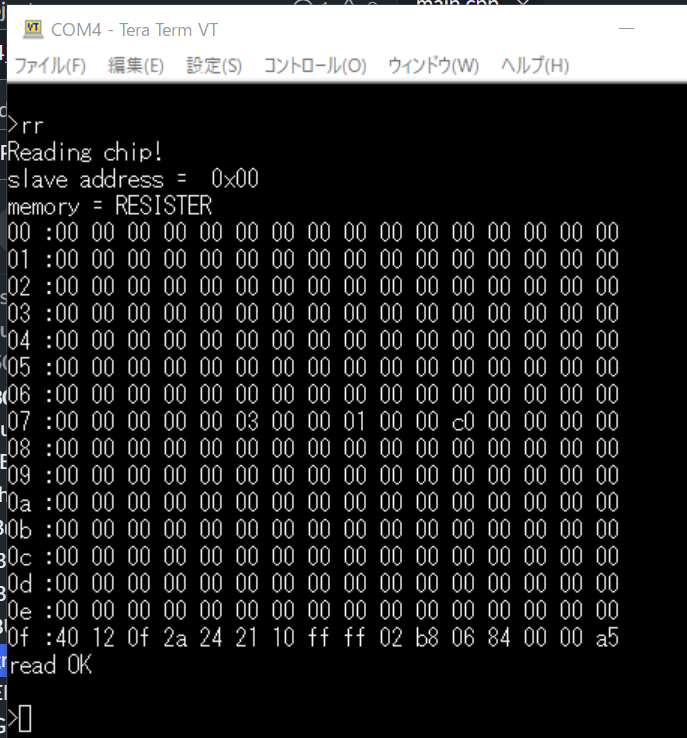 main.cpp
COM4 - Tera Term VT
ファイル(F) 編集(E) 設定(S) コントロール(O) ウィンドウ(W) ヘルプ(H)
>rr
Reading chip!
slave address =  0x00
memory = RESISTER
00 :00 00 00 00 00 00 00 00 00 00 00 00 00 00 00 00
01 :00 00 00 00 00 00 00 00 00 00 00 00 00 00 00 00
02 :00 00 00 00 00 00 00 00 00 00 00 00 00 00 00 00
03 :00 00 00 00 00 00 00 00 00 00 00 00 00 00 00 00
04 :00 00 00 00 00 00 00 00 00 00 00 00 00 00 00 00
05 :00 00 00 00 00 00 00 00 00 00 00 00 00 00 00 00
06 :00 00 00 00 00 00 00 00 00 00 00 00 00 00 00 00
07 :00 00 00 00 00 03 00 00 01 00 00 c0 00 00 00 00
08 :00 00 00 00 00 00 00 00 00 00 00 00 00 00 00 00
09 :00 00 00 00 00 00 00 00 00 00 00 00 00 00 00 00
0a :00 00 00 00 00 00 00 00 00 00 00 00 00 00 00 00
0b :00 00 00 00 00 00 00 00 00 00 00 00 00 00 00 00
0c :00 00 00 00 00 00 00 00 00 00 00 00 00 00 00 00
0d :00 00 00 00 00 00 00 00 00 00 00 00 00 00 00 00
0e :00 00 00 00 00 00 00 00 00 00 00 00 00 00 00 00
0f :40 12 0f 2a 24 21 10 ff ff 02 b8 06 84 00 00 a5
read OK
>